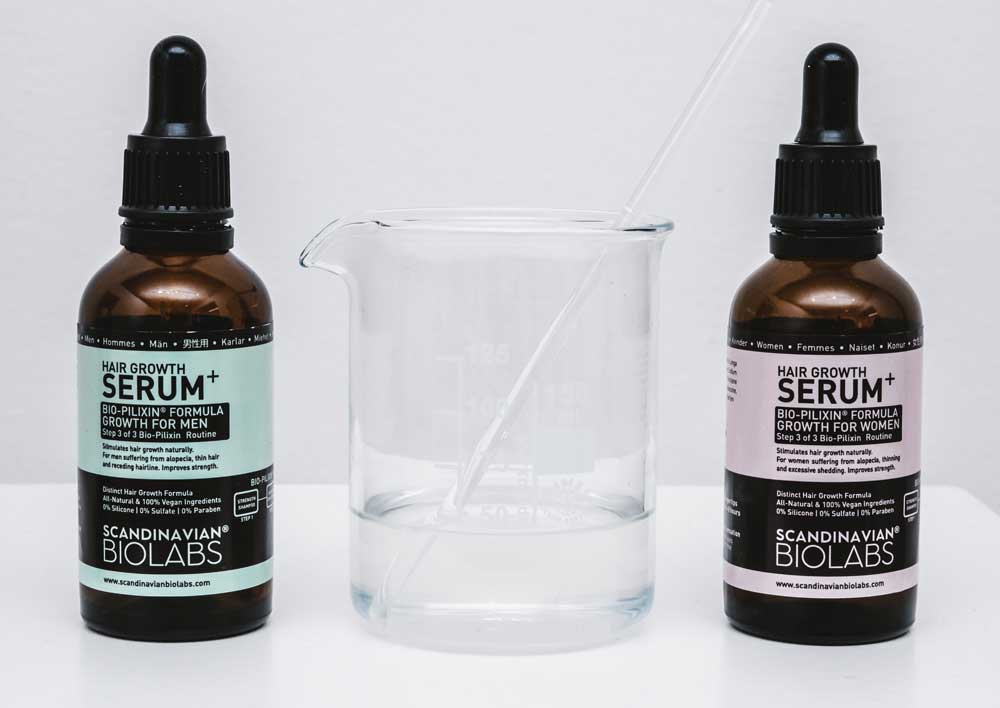 • Men • Hommes • Män • 男性用 • Karlar •
HAIR GROWTH
SERUM+
BIO-PILIXIN® FORMULA
GROWTH FOR MEN
Step 3 of 3 Bio-Pilixin Routine
Stimulates hair growth naturally.
For men suffering from alopecia, thin hair
and receding hairline. Improves strength.
Distinct Hair Growth Formula
All-Natural & 100% Vegan Ingredients
0% Silicone | 0% Sulfate | 0% Paraben
SCANDINAVIAN®
BIOLABS
www.scandinavianbiolabs.com
STRENGTH
SHAMPOO
STEP 1
• Women • Femmes • Naiset • Konur •
HAIR GROWTH
SERUM+
BIO-PILIXIN® FORMULA
GROWTH FOR WOMEN
Step 3 of 3 Bio-Pilixin Routine
Stimulates hair growth naturally.
For women suffering from alopecia, thinning
and excessive shedding. Improves strength.
Distinct Hair Growth Formula
All-Natural & 100% Vegan Ingredients
0% Silicone | 0% Sulfate | 0% Paraben
SCANDINAVIAN®
BIOLABS
www.scandinavianbiolabs.com